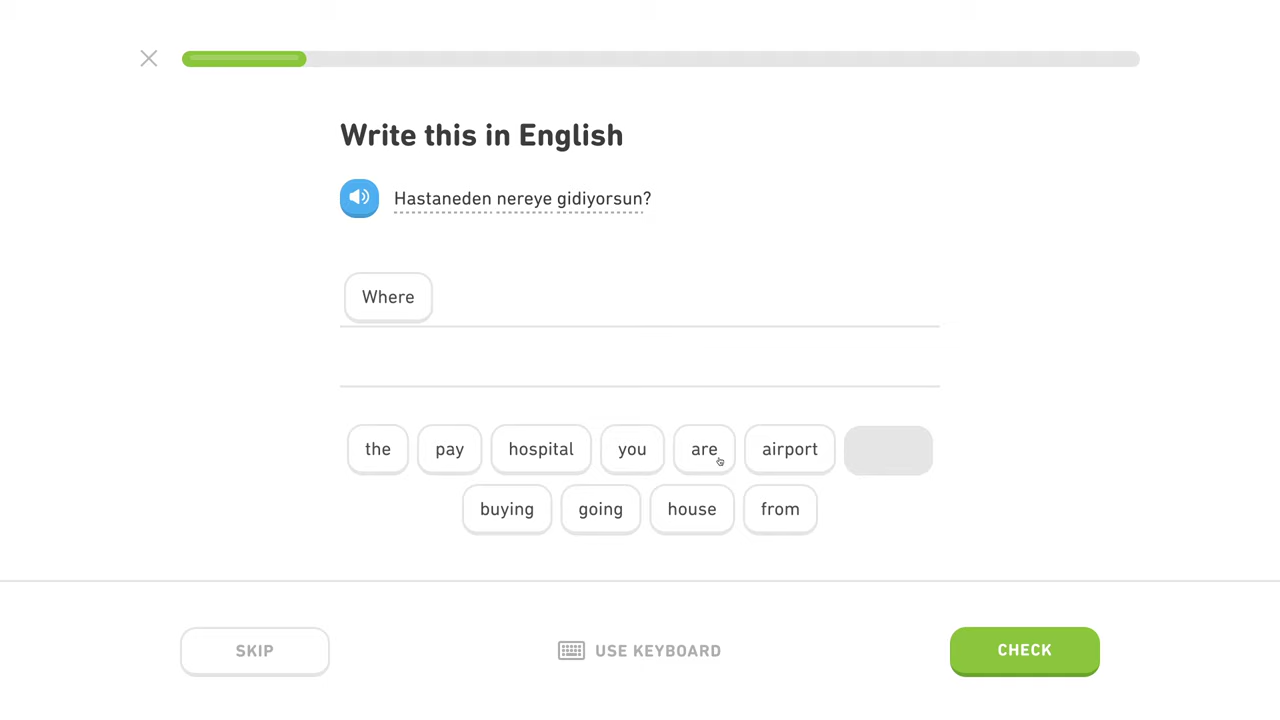 Write this in English
Hastaneden nereye gidiyorsun?
Where
the pay hospital you are airport
buying going house from
SKIP USE KEYBOARD CHECK